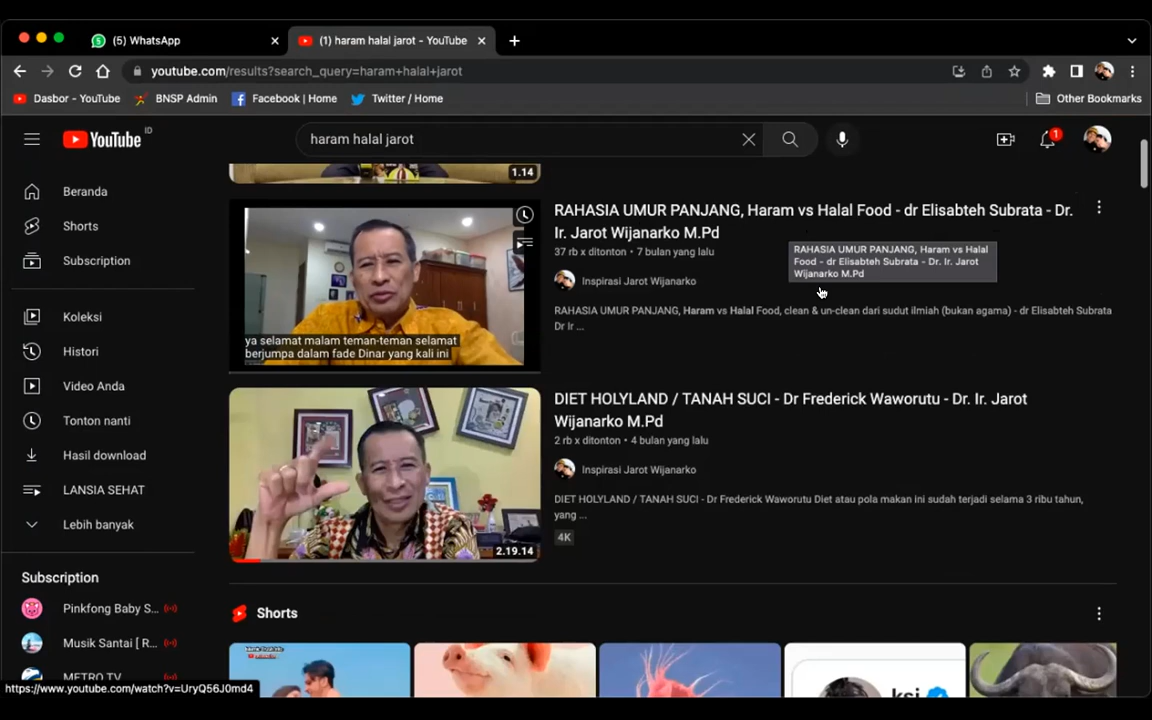 (5) WhatsApp
(1) haram halal jarot - YouTube
youtube.com/results?search_query=haram+halal+jarot
Dasbor - YouTube
BNSP Admin
Facebook | Home
Twitter / Home
Other Bookmarks
YouTube ID
haram halal jarot
1
Beranda
Shorts
Subscription
Koleksi
Histori
Video Anda
Tonton nanti
Hasil download
LANSIA SEHAT
Lebih banyak
Subscription
Pinkfong Baby S...
Musik Santai [ R...
METRO TV
1.14
ya selamat malam teman-teman selamat
berjumpa dalam fade Dinar yang kali ini
RAHASIA UMUR PANJANG, Haram vs Halal Food - dr Elisabteh Subrata - Dr.
Ir. Jarot Wijanarko M.Pd
37 rb x ditonton • 7 bulan yang lalu
RAHASIA UMUR PANJANG, Haram vs Halal
Food - dr Elisabteh Subrata - Dr. Ir. Jarot
Wijanarko M.Pd
Inspirasi Jarot Wijanarko
RAHASIA UMUR PANJANG, Haram vs Halal Food, clean & un-clean dari sudut ilmiah (bukan agama) - dr Elisabteh Subrata
Dr Ir ...
2.19.14
DIET HOLYLAND / TANAH SUCI - Dr Frederick Waworutu - Dr. Ir. Jarot
Wijanarko M.Pd
2 rb x ditonton • 4 bulan yang lalu
Inspirasi Jarot Wijanarko
DIET HOLYLAND / TANAH SUCI - Dr Frederick Waworutu Diet atau pola makan ini sudah terjadi selama 3 ribu tahun,
yang ...
4K
Shorts
ksi
https://www.youtube.com/watch?v=UryQ56J0md4